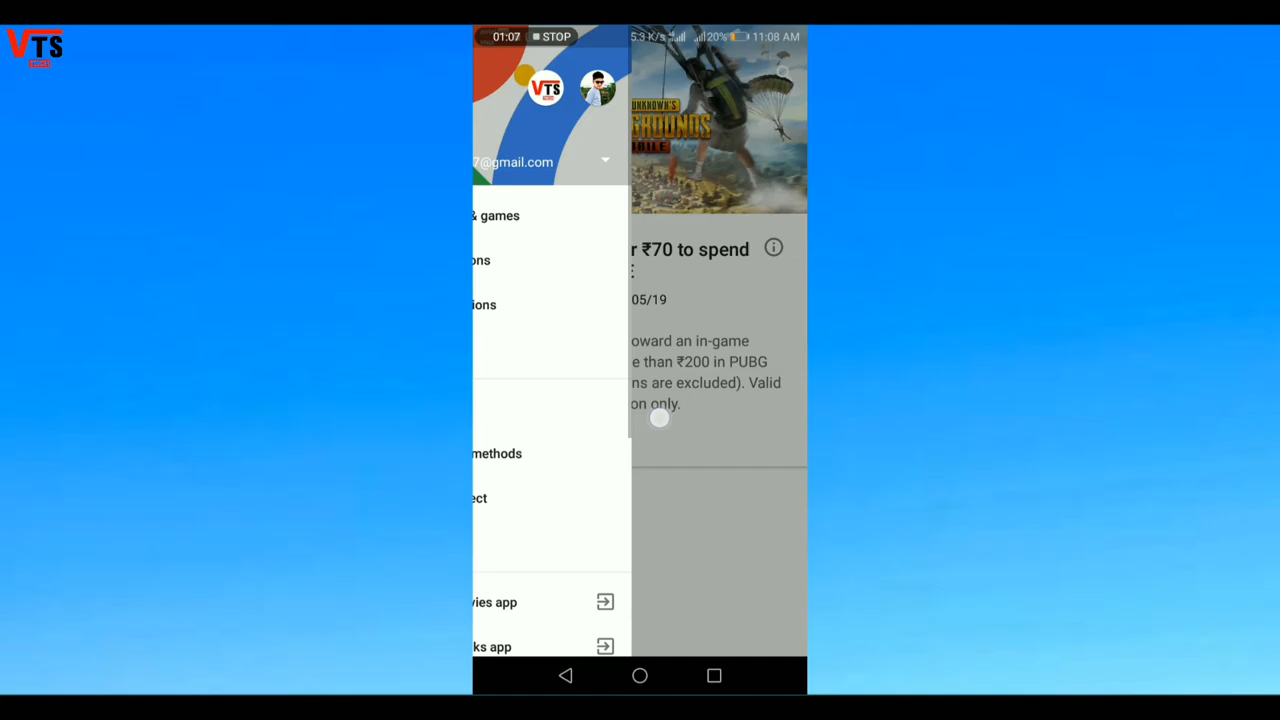 VTS
01:07 STOP
5.3 K/s 20% 11:08 AM
VTS
UNKNOWN'S
GROUNDS
BILE
7@gmail.com
& games
r ₹70 to spend
ons
E
05/19
ions
oward an in-game
e than ₹200 in PUBG
ns are excluded). Valid
on only.
methods
ect
vies app
ks app